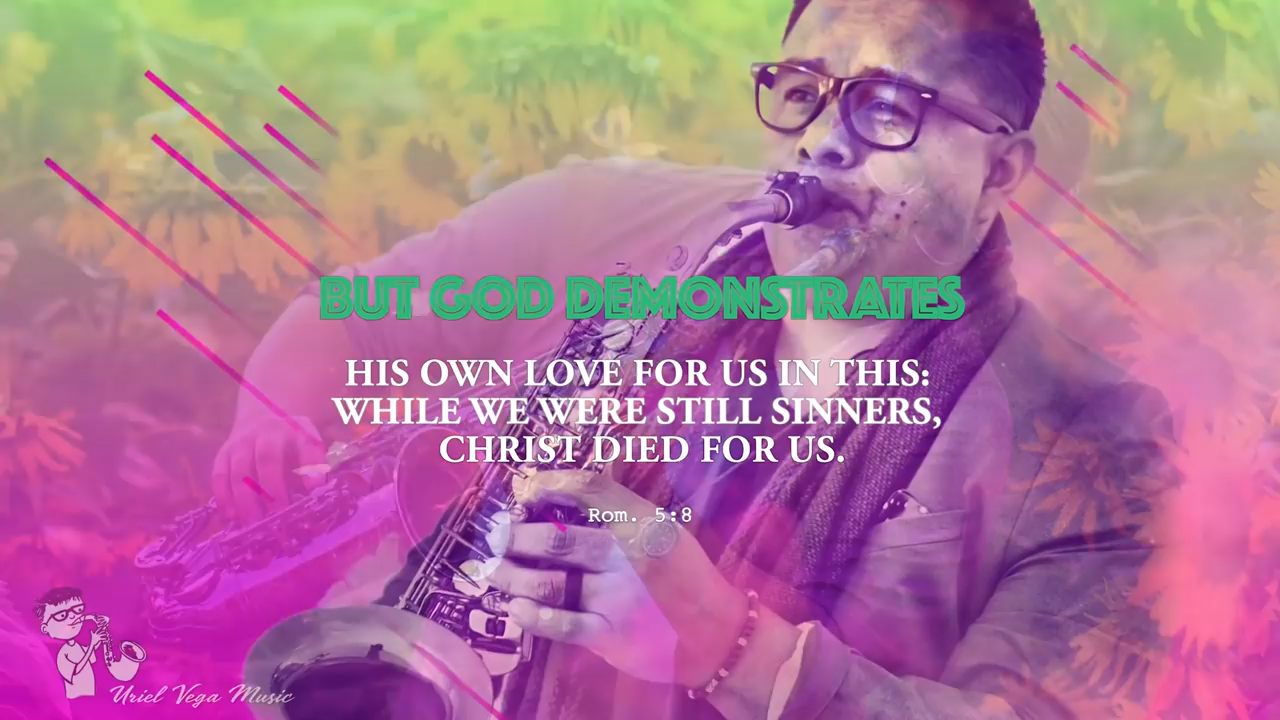 BUT GOD DEMONSTRATES
HIS OWN LOVE FOR US IN THIS:
WHILE WE WERE STILL SINNERS,
CHRIST DIED FOR US.
Rom. 5:8
Uriel Vega Music